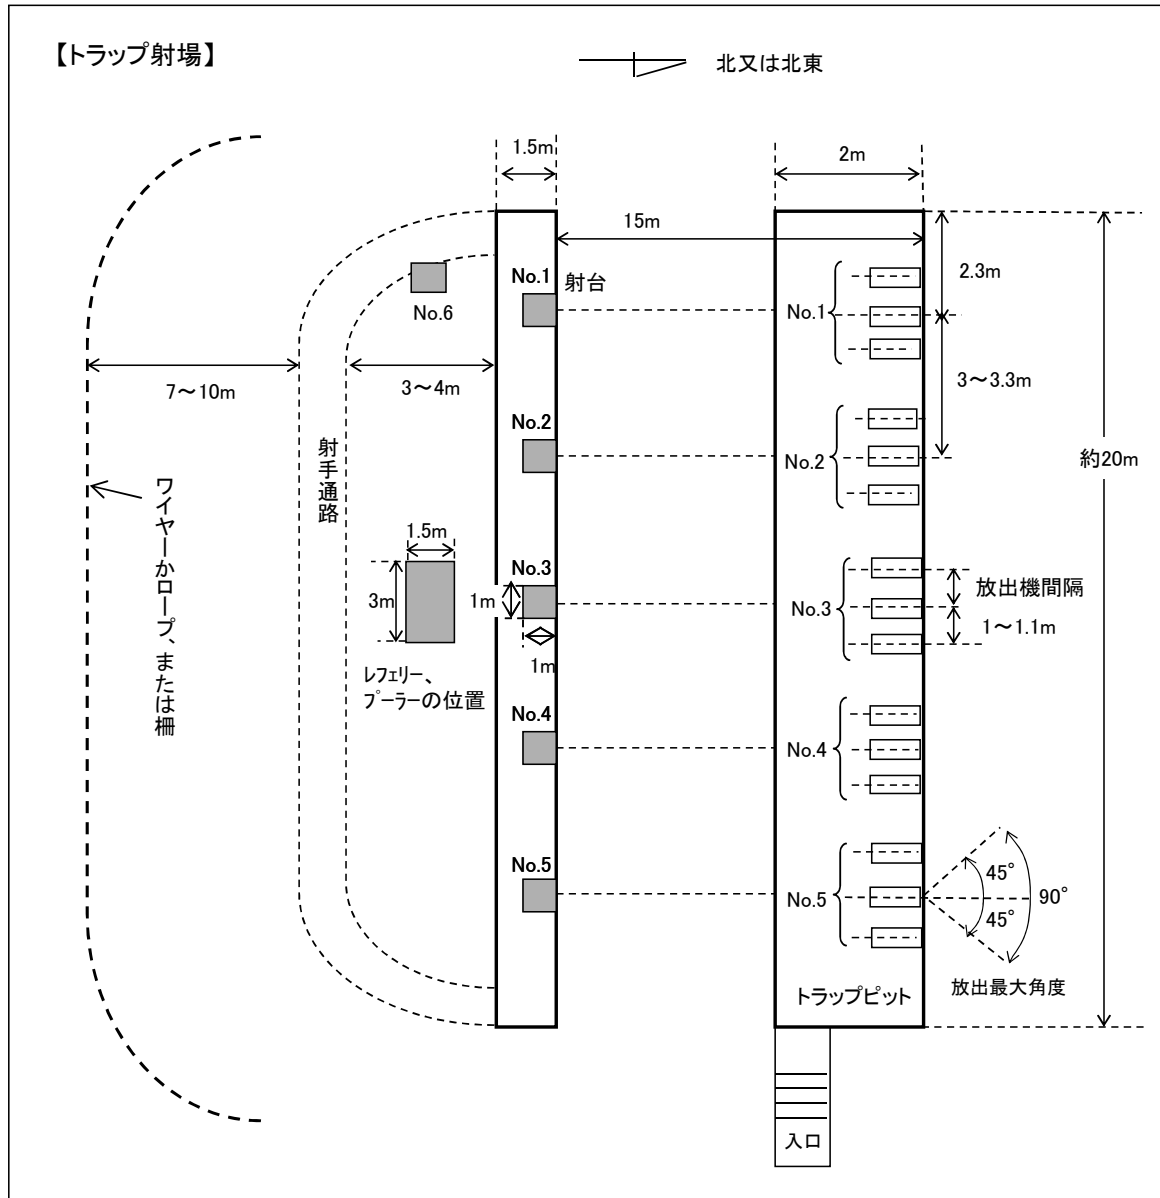 【トラップ射場】
北又は北東
1.5m
2m
15m
2.3m
No.1
射台
No.6
No.1
7～10m
3～4m
3～3.3m
No.2
No.2
射手通路
約20m
ワイヤーかロープ、または柵
1.5m
3m
No.3
1m
1m
No.3
放出機間隔
1～1.1m
レフェリー、
プーラーの位置
No.4
No.4
No.5
No.5
45°
45°
90°
トラップピット
放出最大角度
入口